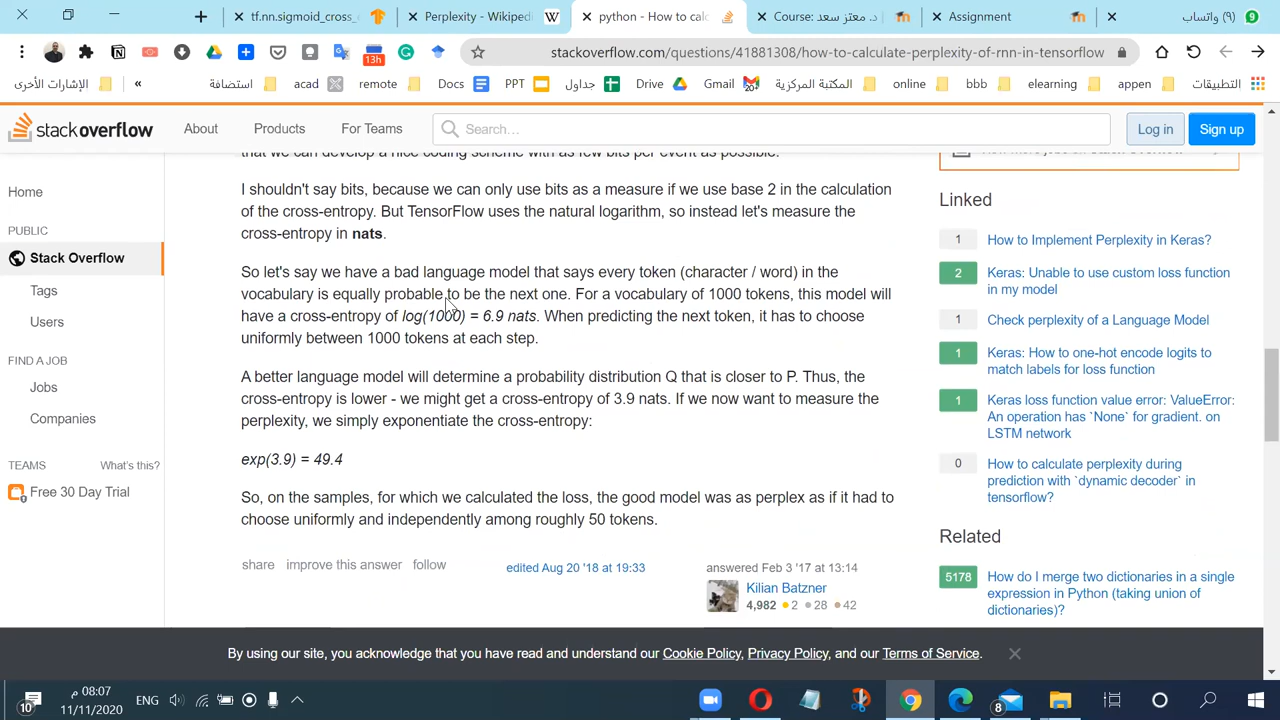 tf.nn.sigmoid_cross_e
Perplexity - Wikipedi
python - How to calc
Course: د. معتز سعد
Assignment
(٩) واتساب
9
13h
stackoverflow.com/questions/41881308/how-to-calculate-perplexity-of-rnn-in-tensorflow
الإشارات الأخرى
«
استضافة
acad
remote
Docs
PPT
جداول
Drive
Gmail
20+
المكتبة المركزية
online
bbb
elearning
appen
التطبيقات
stackoverflow
About
Products
For Teams
Search...
Log in
Sign up
that we can develop a nice coding scheme with as few bits per event as possible.
I shouldn't say bits, because we can only use bits as a measure if we use base 2 in the calculation
of the cross-entropy. But TensorFlow uses the natural logarithm, so instead let's measure the
cross-entropy in nats.
So let's say we have a bad language model that says every token (character / word) in the
vocabulary is equally probable to be the next one. For a vocabulary of 1000 tokens, this model will
have a cross-entropy of log(1000) = 6.9 nats. When predicting the next token, it has to choose
uniformly between 1000 tokens at each step.
A better language model will determine a probability distribution Q that is closer to P. Thus, the
cross-entropy is lower - we might get a cross-entropy of 3.9 nats. If we now want to measure the
perplexity, we simply exponentiate the cross-entropy:
exp(3.9) = 49.4
So, on the samples, for which we calculated the loss, the good model was as perplex as if it had to
choose uniformly and independently among roughly 50 tokens.
share
improve this answer
follow
edited Aug 20 '18 at 19:33
answered Feb 3 '17 at 13:14
Kilian Batzner
4,982 2 28 42
Home
PUBLIC
Stack Overflow
Tags
Users
FIND A JOB
Jobs
Companies
TEAMS
What's this?
Free 30 Day Trial
Linked
1 How to Implement Perplexity in Keras?
2 Keras: Unable to use custom loss function
in my model
1 Check perplexity of a Language Model
1 Keras: How to one-hot encode logits to
match labels for loss function
1 Keras loss function value error: ValueError:
An operation has `None` for gradient. on
LSTM network
0 How to calculate perplexity during
prediction with `dynamic decoder` in
tensorflow?
Related
5178 How do I merge two dictionaries in a single
expression in Python (taking union of
dictionaries)?
By using our site, you acknowledge that you have read and understand our Cookie Policy, Privacy Policy, and our Terms of Service.
10
08:07 م
11/11/2020
ENG
8